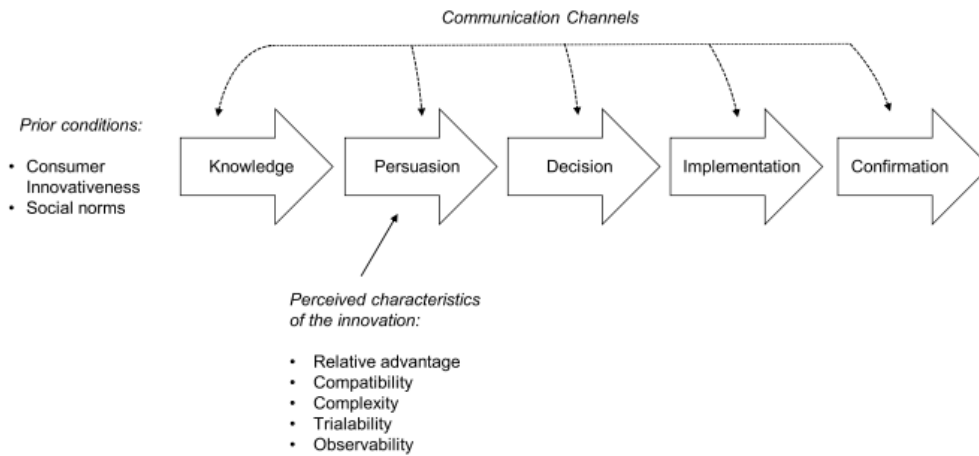 Communication Channels
Prior conditions:
• Consumer
Innovativeness
• Social norms
Knowledge
Persuasion
Decision
Implementation
Confirmation
Perceived characteristics
of the innovation:
• Relative advantage
• Compatibility
• Complexity
• Trialability
• Observability